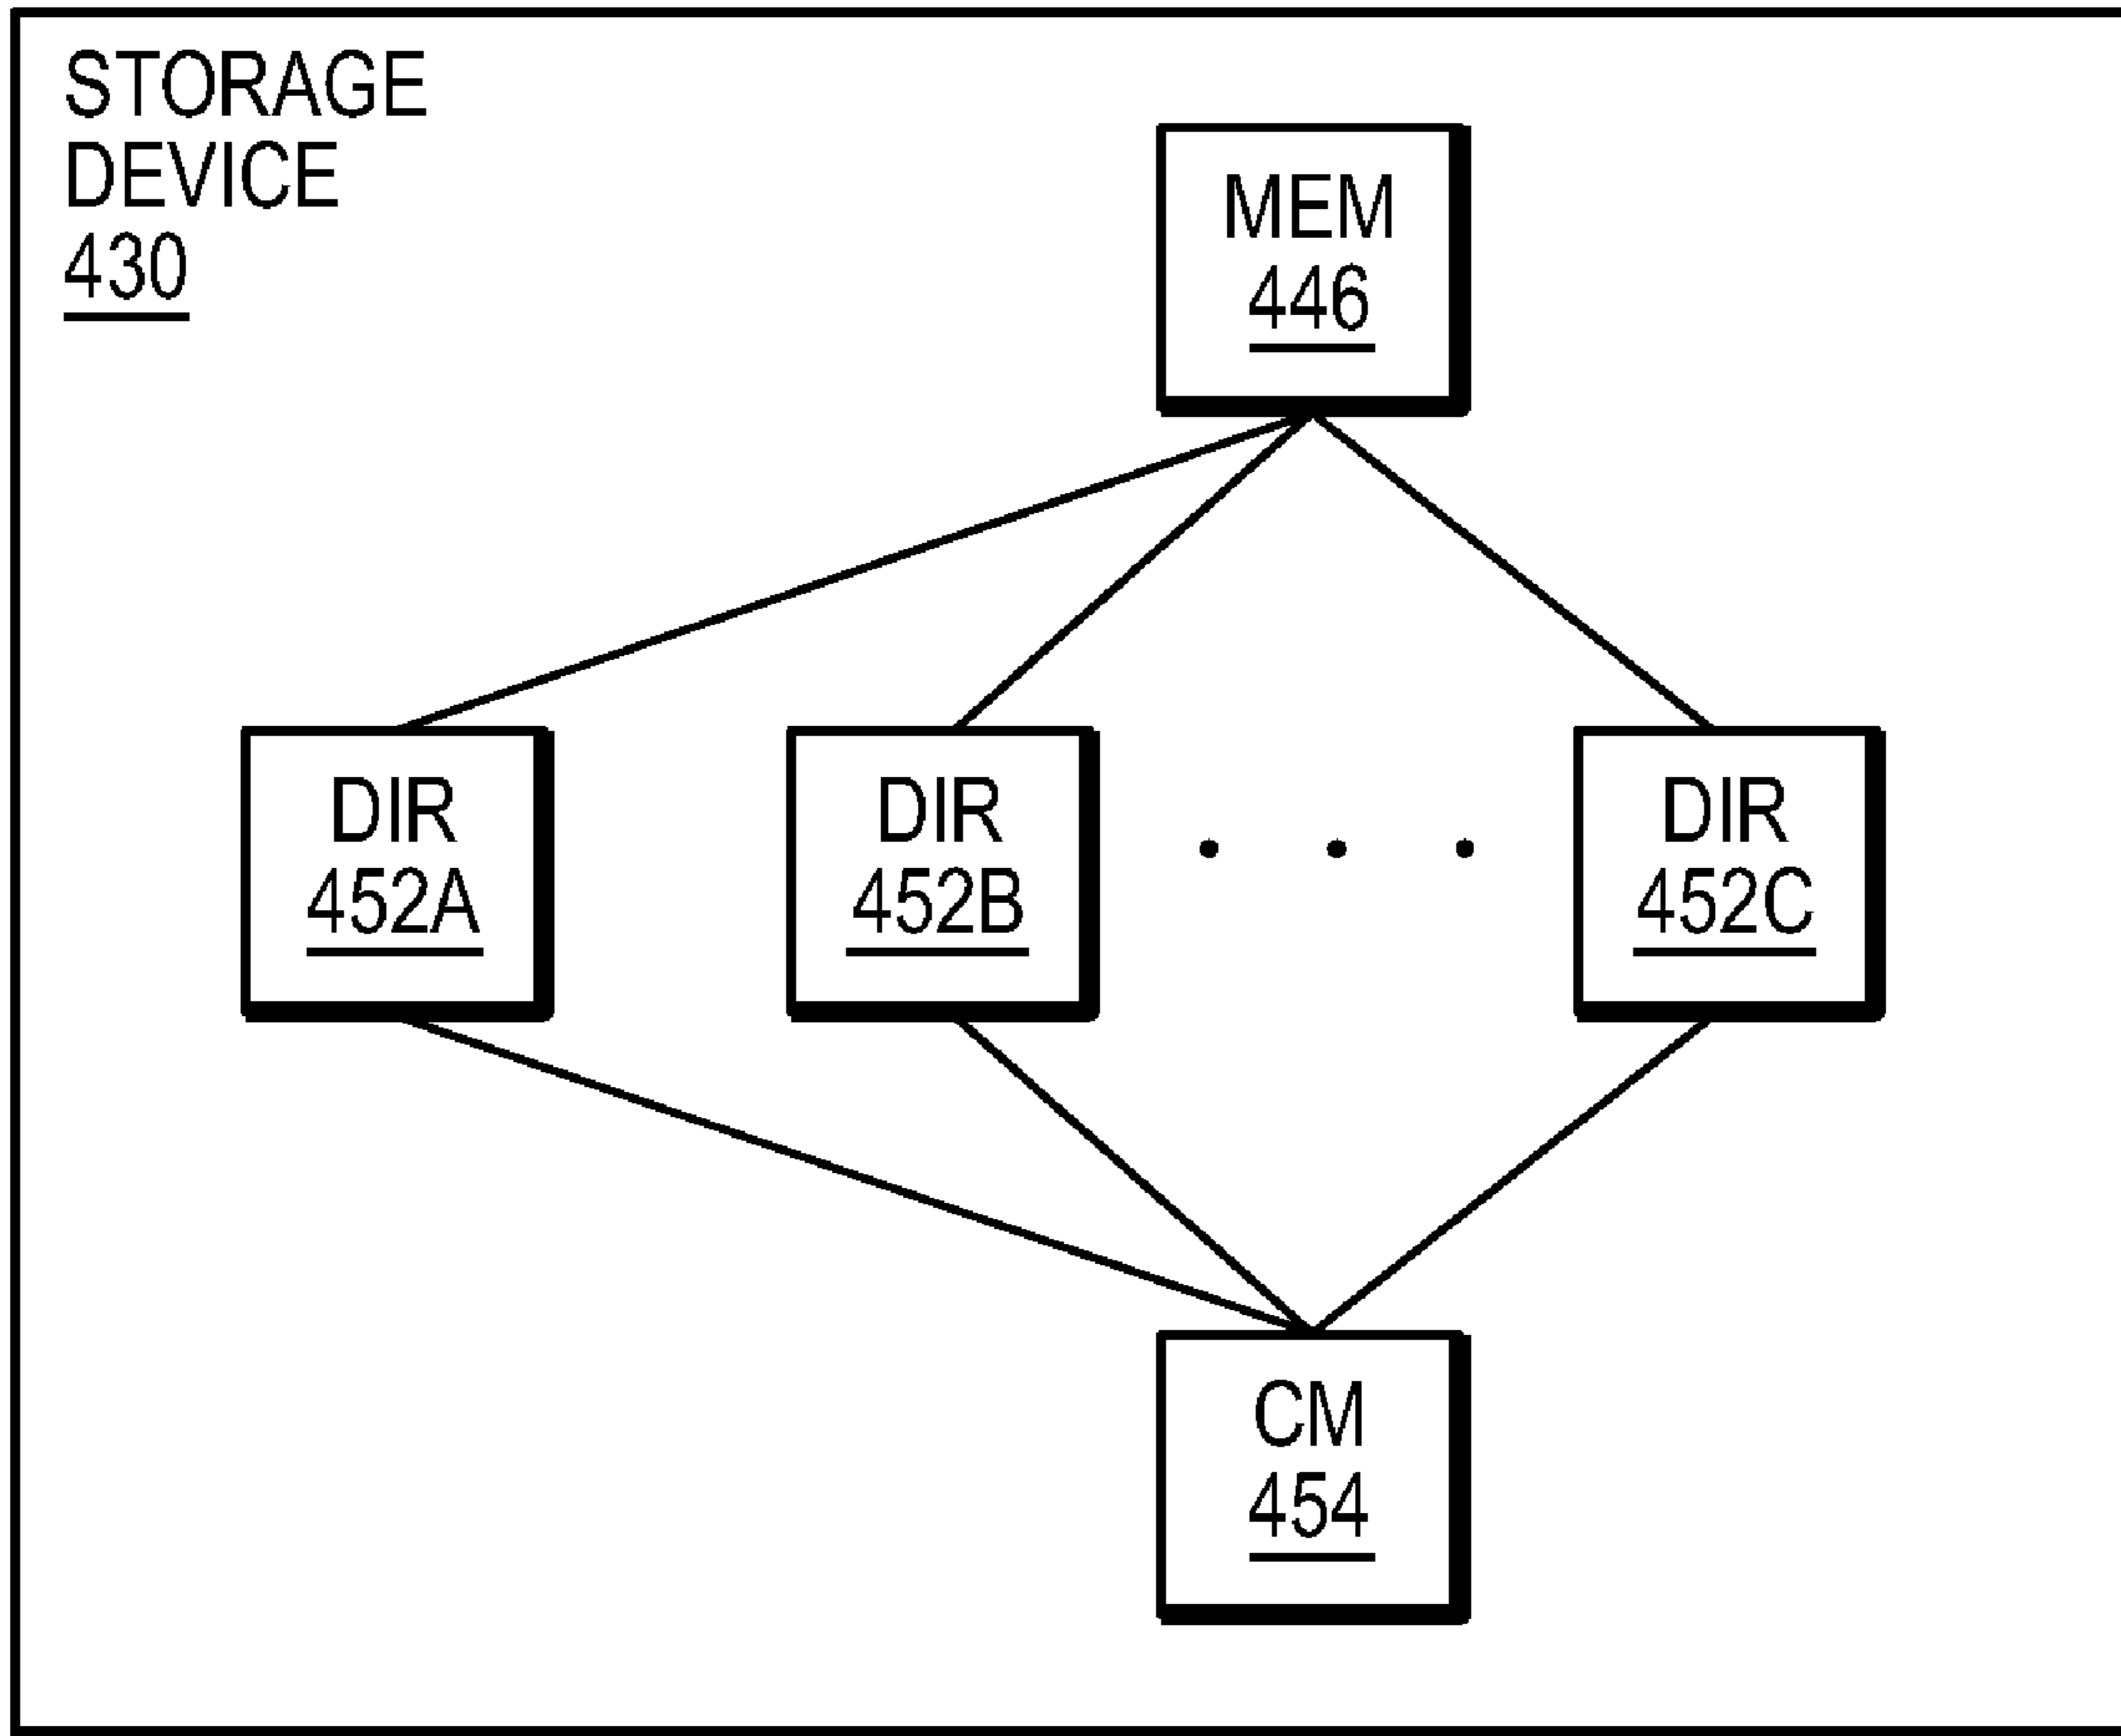 STORAGE
DEVICE
430
MEM
446
DIR
452A
DIR
452B
DIR
452C
CM
454